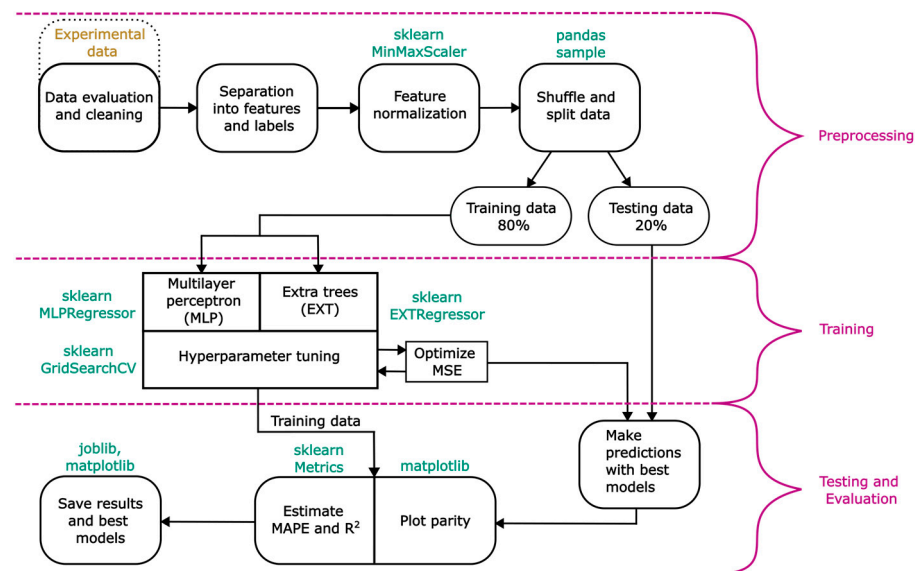 Experimental
data
sklearn
MinMaxScaler
pandas
sample
Data evaluation
and cleaning
Separation
into features
and labels
Feature
normalization
Shuffle and
split data
Preprocessing
Training data
80%
Testing data
20%
sklearn
MLPRegressor
Multilayer
perceptron
(MLP)
Extra trees
(EXT)
sklearn
EXTRegressor
Training
sklearn
GridSearchCV
Hyperparameter tuning
Optimize
MSE
Training data
Make
predictions
with best
models
joblib,
matplotlib
sklearn
Metrics
matplotlib
Testing and
Evaluation
Save results
and best
models
Estimate
MAPE and R²
Plot parity